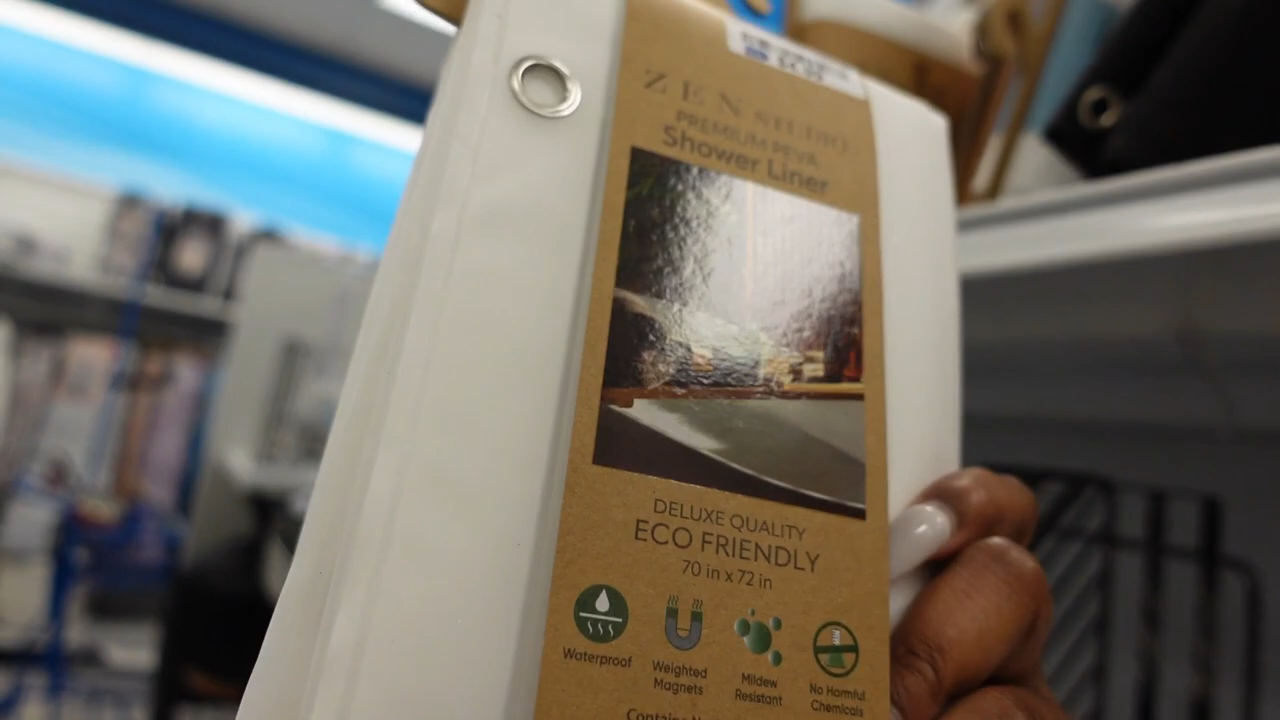 ZEN STUDIO
PREMIUM PEVA
Shower Liner
DELUXE QUALITY
ECO FRIENDLY
70 in x 72 in
Waterproof
Weighted
Magnets
Mildew
Resistant
No Harmful
Chemicals
Contains